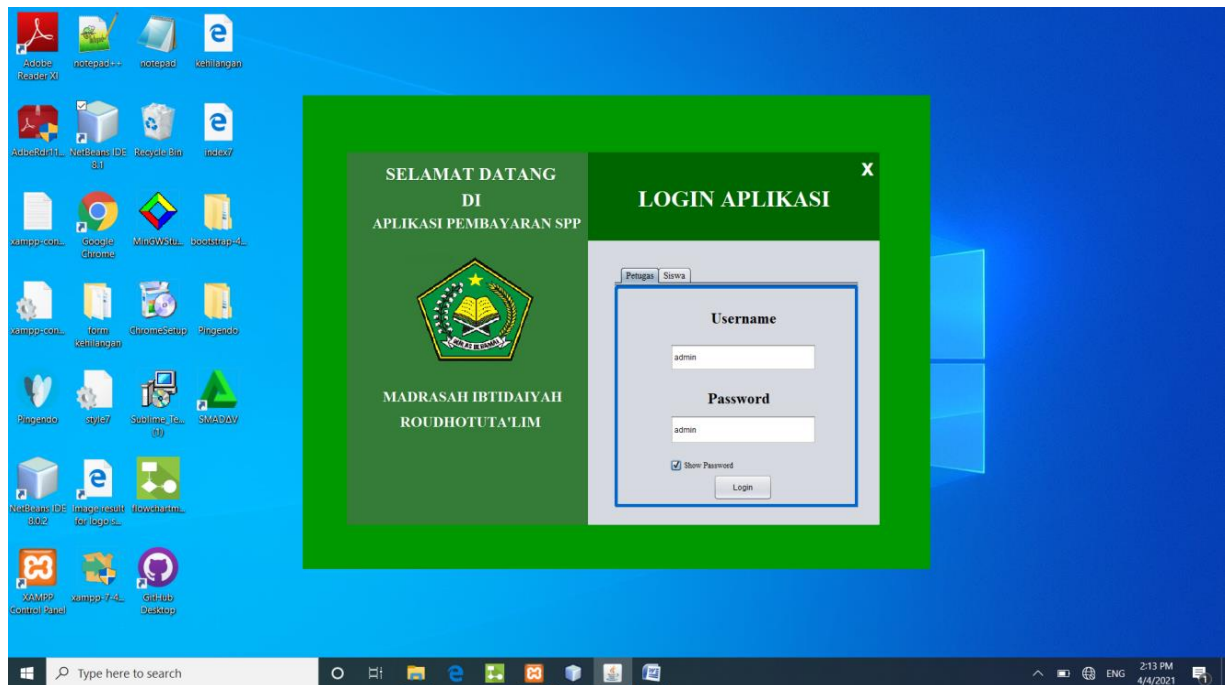 Adobe
Reader XI
notepad++
notepad
kehilangan
AdbeRdr11...
NetBeans IDE
8.1
Recycle Bin
index7
xampp-con...
Google
Chrome
MinGWStu...
bootstrap-4...
xampp-con...
form
kehilangan
ChromeSetup
Pingendo
Pingendo
style7
Sublime_Te...
(1)
SMADAV
NetBeans IDE
8.0.2
Image result
for logo s...
flowchartm...
XAMPP
Control Panel
xampp-7-4...
GitHub
Desktop
SELAMAT DATANG
DI
APLIKASI PEMBAYARAN SPP
IKHLAS BERAMAL
MADRASAH IBTIDAIYAH
ROUDHOTUTA'LIM
X
LOGIN APLIKASI
Petugas Siswa
Username
admin
Password
admin
Show Password
Login
Type here to search
ENG
2:13 PM
4/4/2021
1